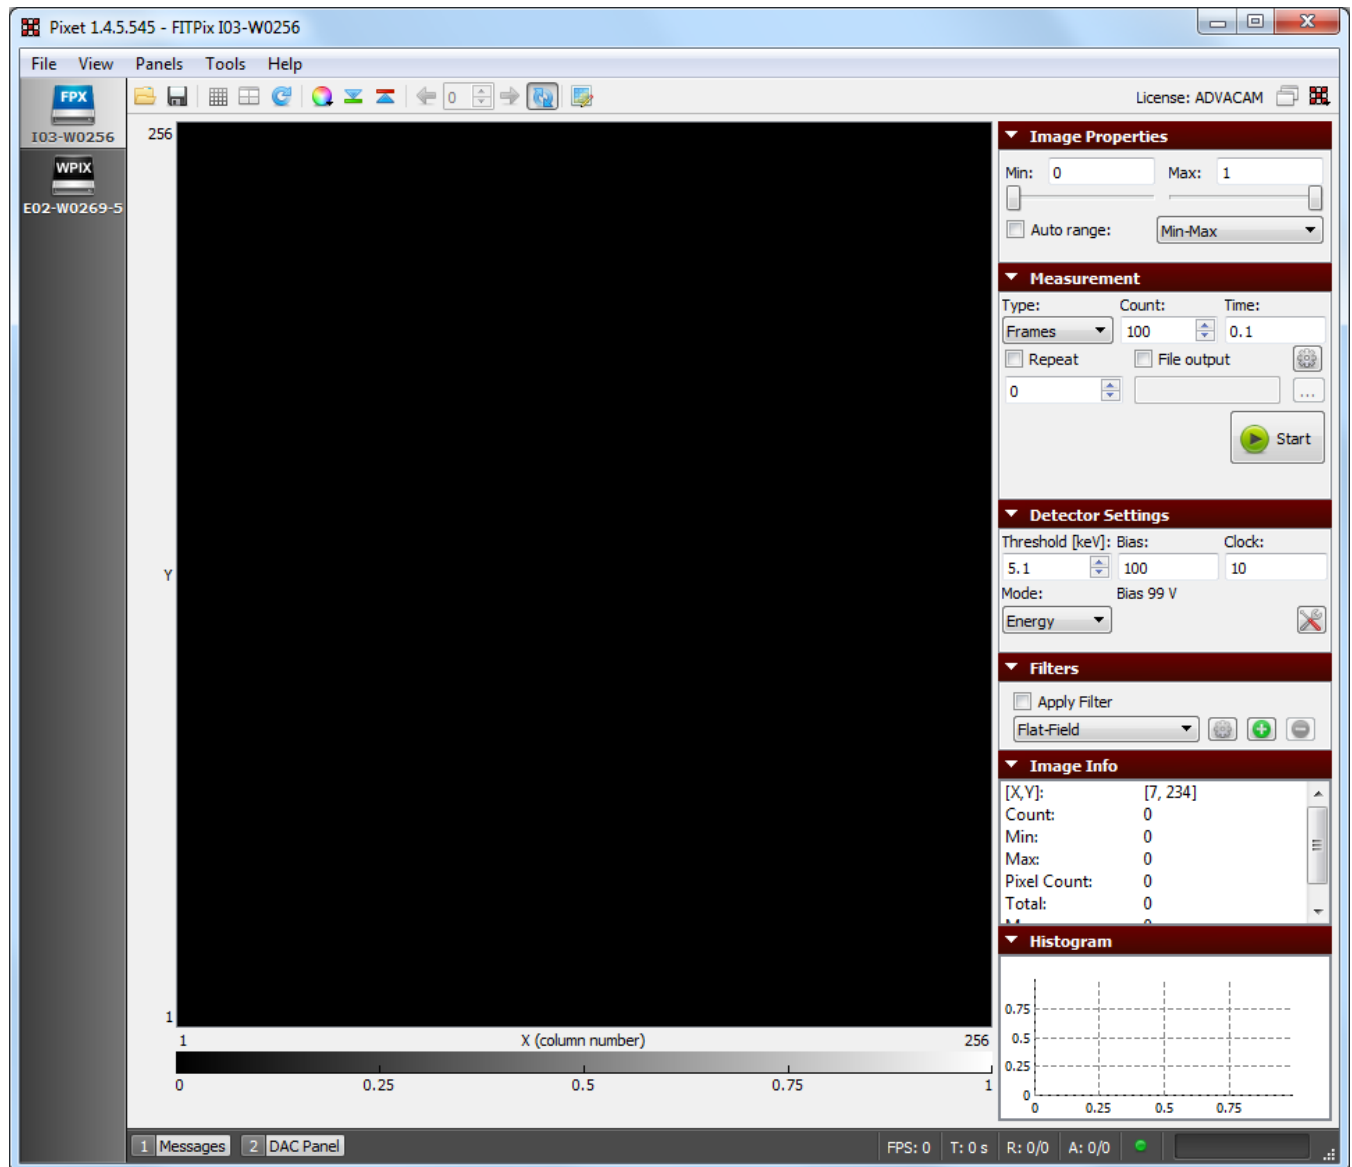 Pixet 1.4.5.545 - FITPix I03-W0256
File View Panels Tools Help
FPX
I03-W0256
WPIX
E02-W0269-5
0
License: ADVACAM
256
Y
1
1 X (column number) 256
0 0.25 0.5 0.75 1
Image Properties
Min: 0 Max: 1
Auto range: Min-Max
Measurement
Type: Count: Time:
Frames 100 0.1
Repeat File output
0 ...
Start
Detector Settings
Threshold [keV]: Bias: Clock:
5.1 100 10
Mode: Bias 99 V
Energy
Filters
Apply Filter
Flat-Field
Image Info
[X,Y]: [7, 234]
Count: 0
Min: 0
Max: 0
Pixel Count: 0
Total: 0
Histogram
0.75
0.5
0.25
0
0 0.25 0.5 0.75
1 Messages 2 DAC Panel FPS: 0 T: 0 s R: 0/0 A: 0/0